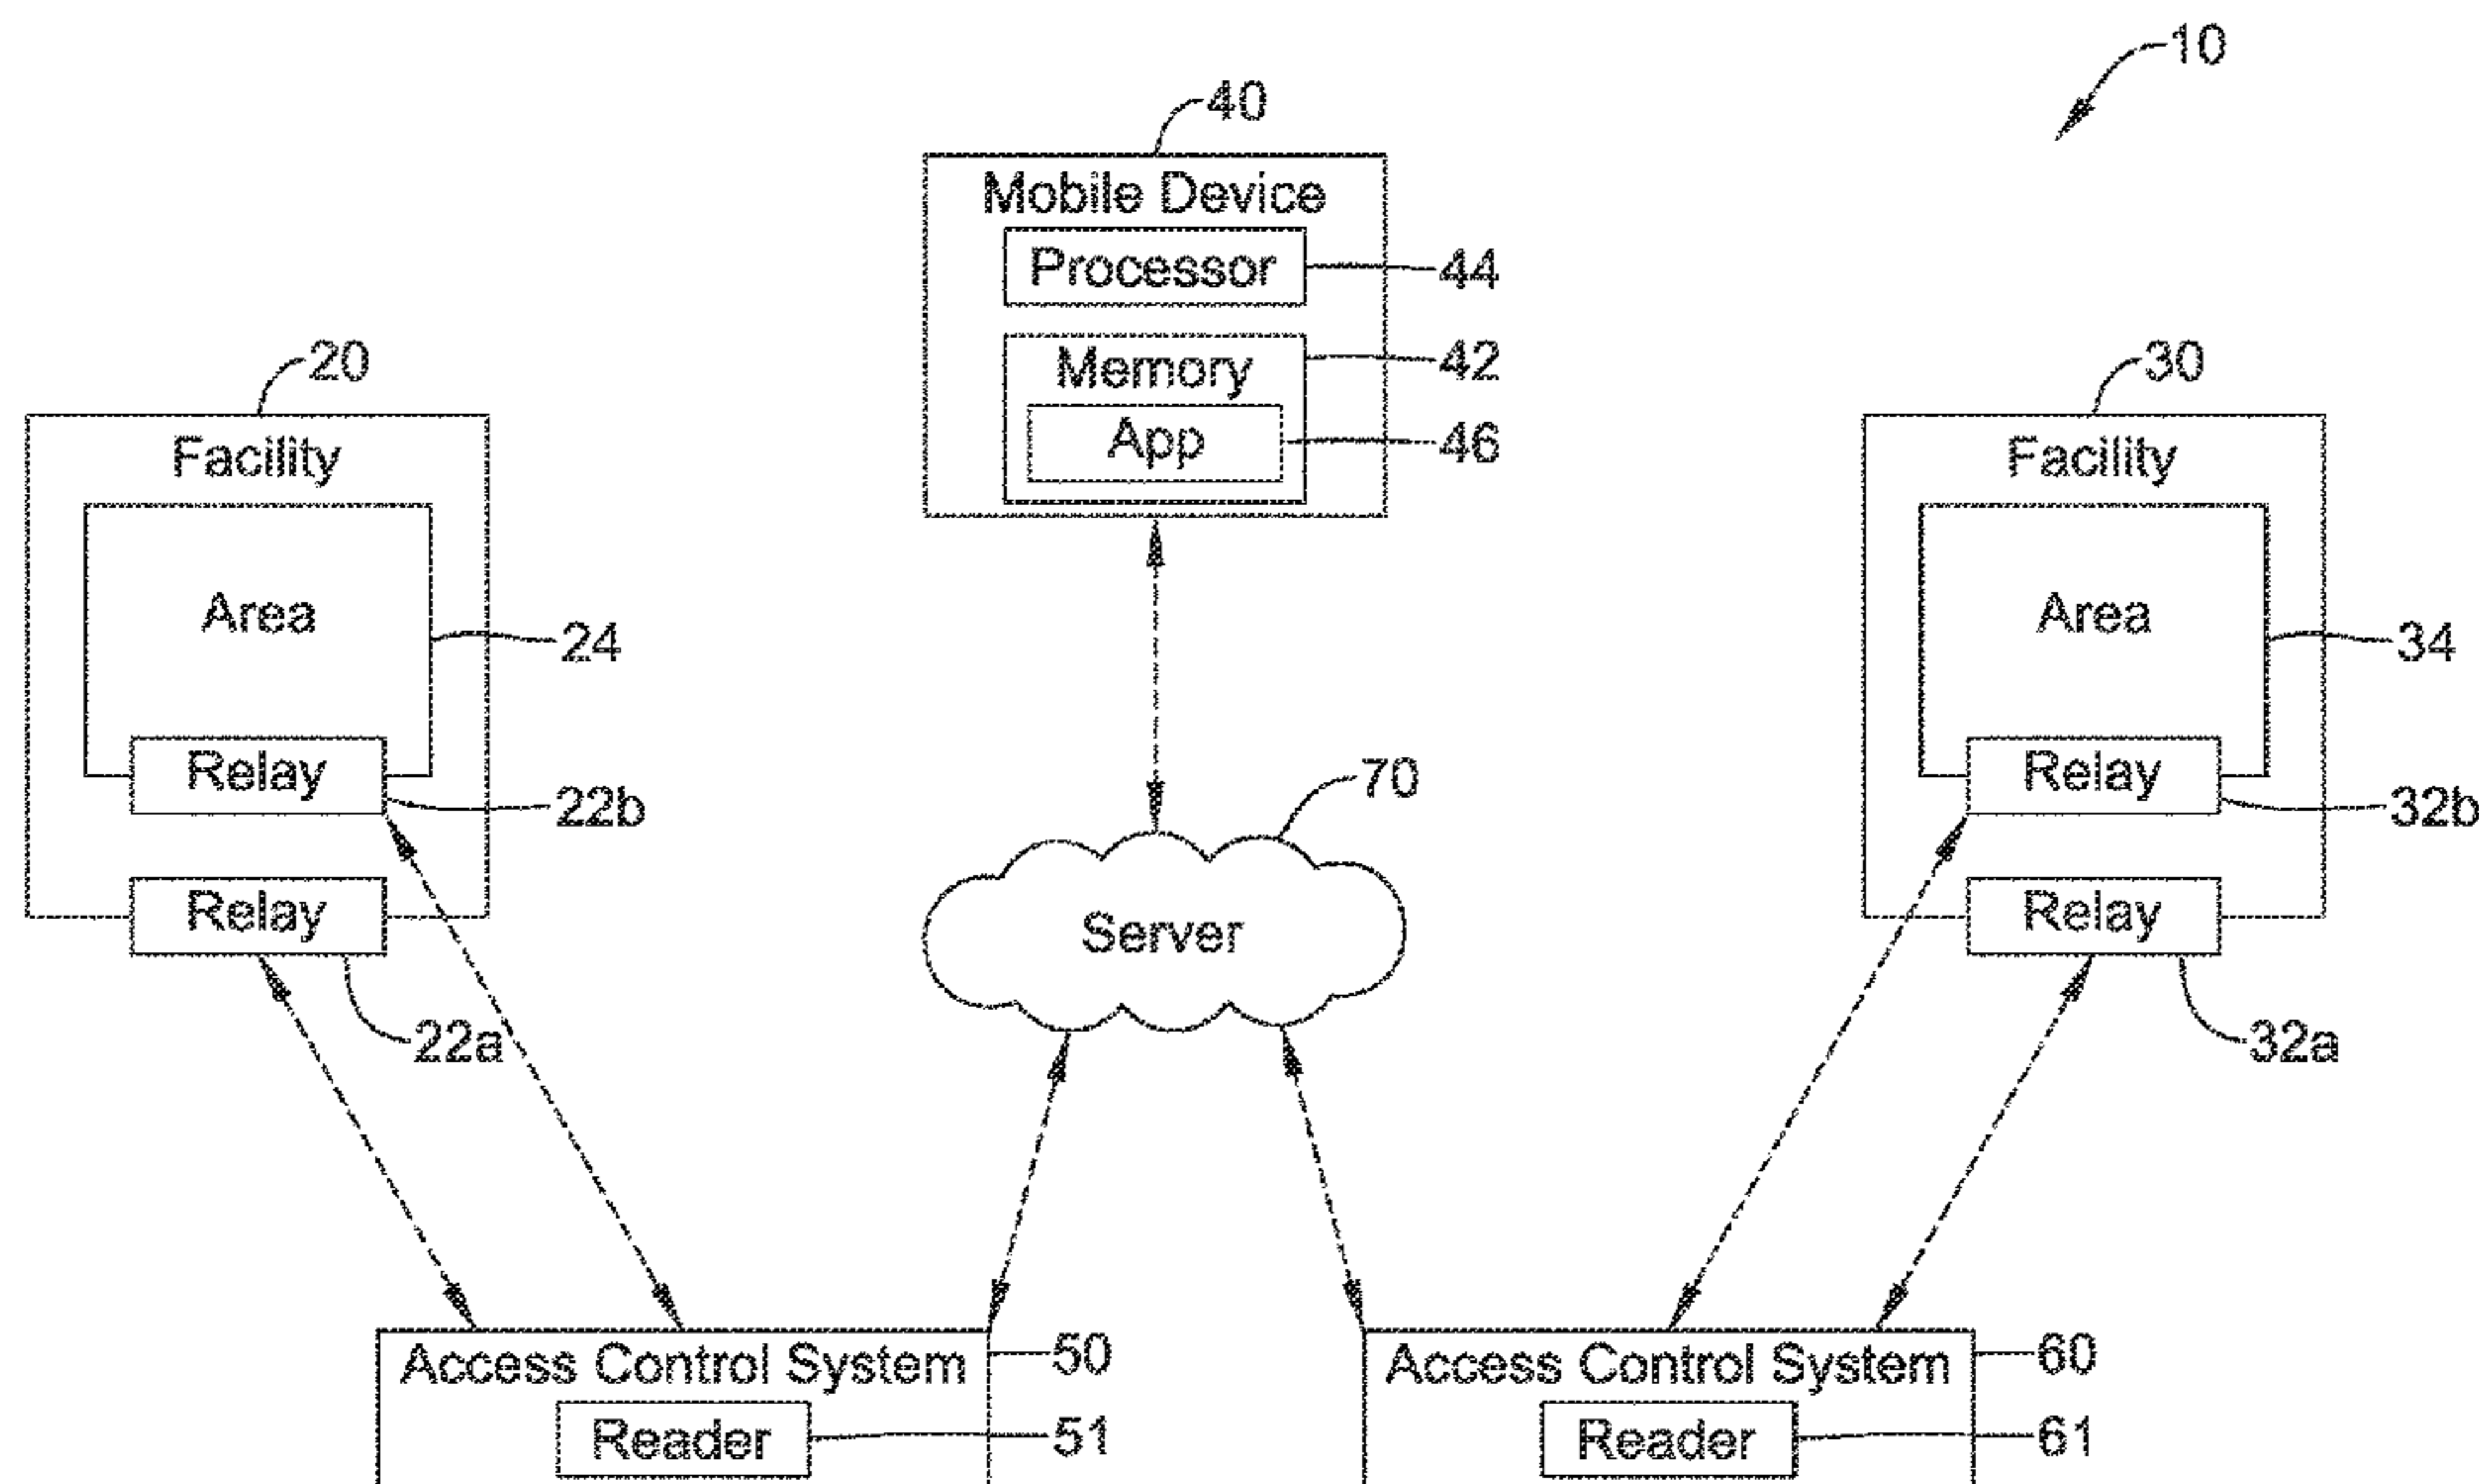 10
40
Mobile Device
Processor
44
Memory
42
App
46
20
Facility
Area
24
Relay
22b
Relay
22a
30
Facility
Area
34
Relay
32b
Relay
32a
70
Server
Access Control System
50
Reader
51
Access Control System
60
Reader
61